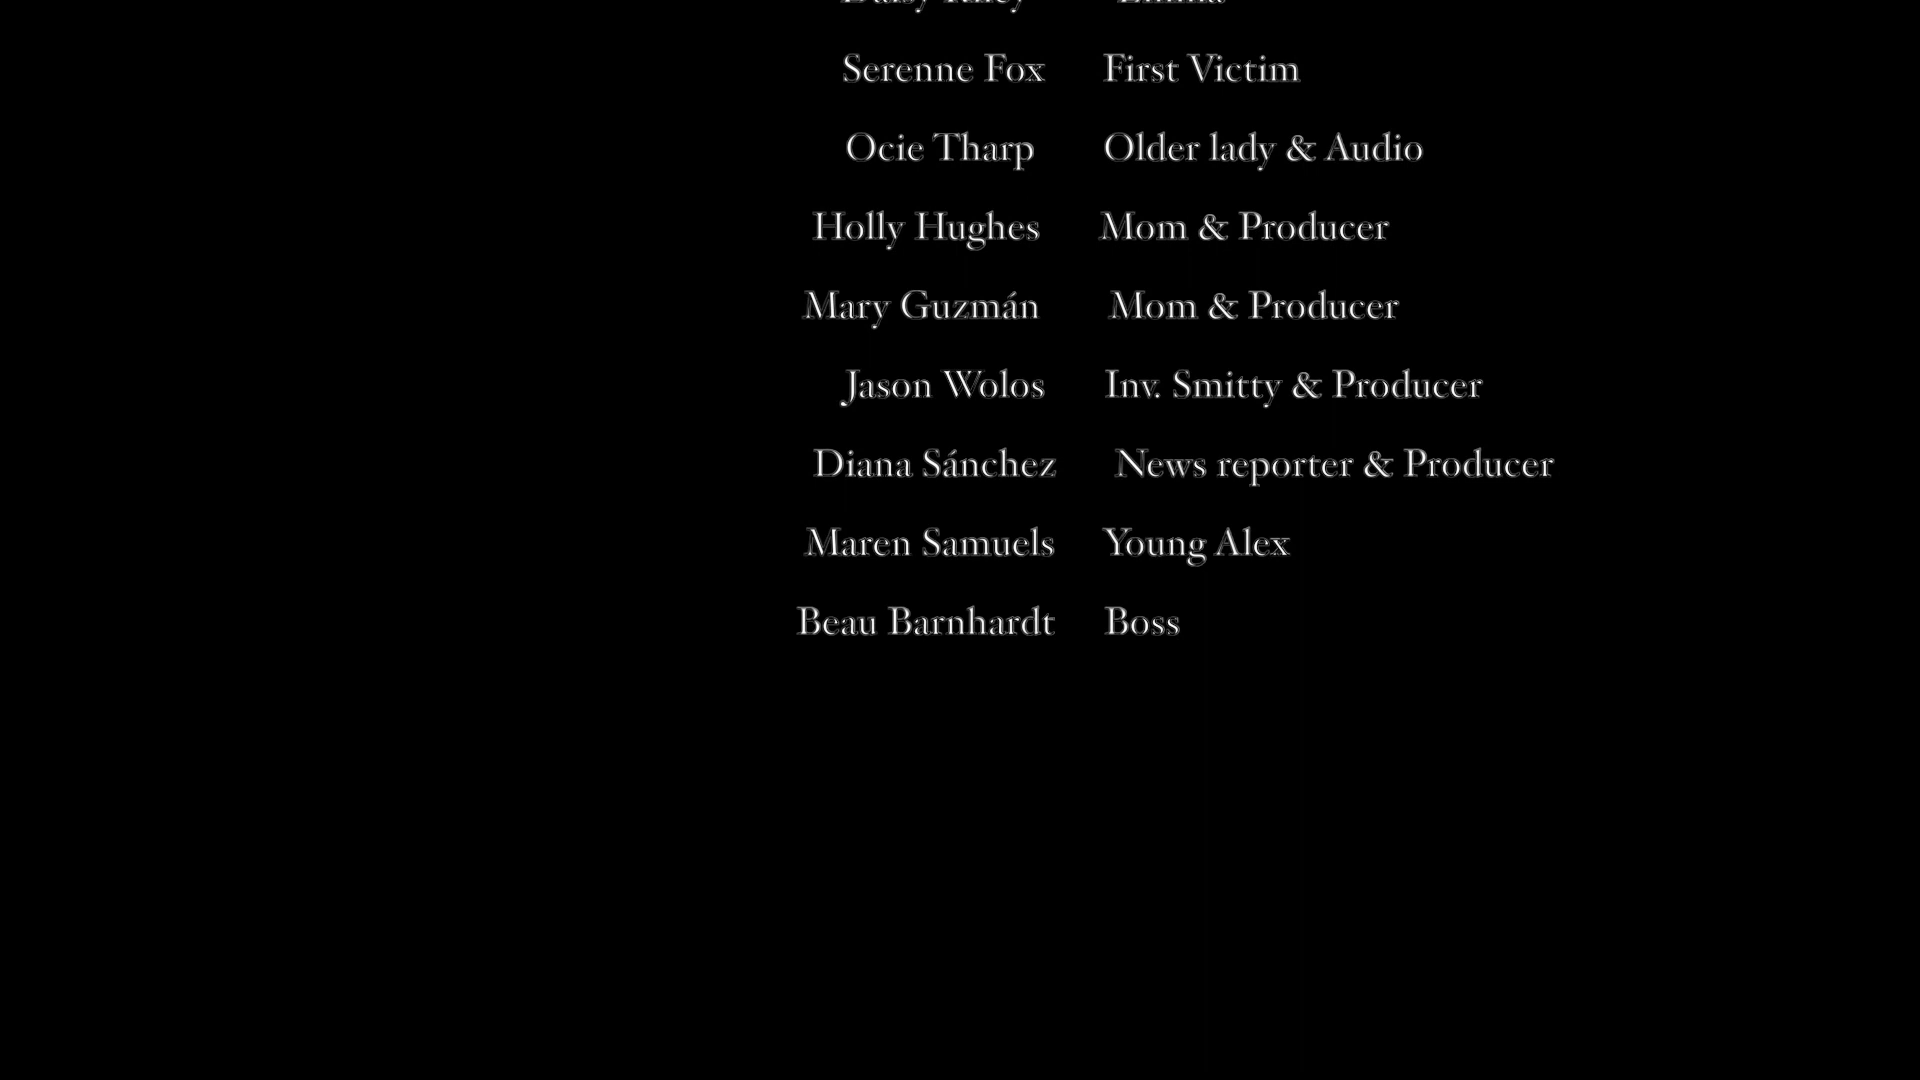 Serenne Fox First Victim
Ocie Tharp Older lady & Audio
Holly Hughes Mom & Producer
Mary Guzmán Mom & Producer
Jason Wolos Inv. Smitty & Producer
Diana Sánchez News reporter & Producer
Maren Samuels Young Alex
Beau Barnhardt Boss